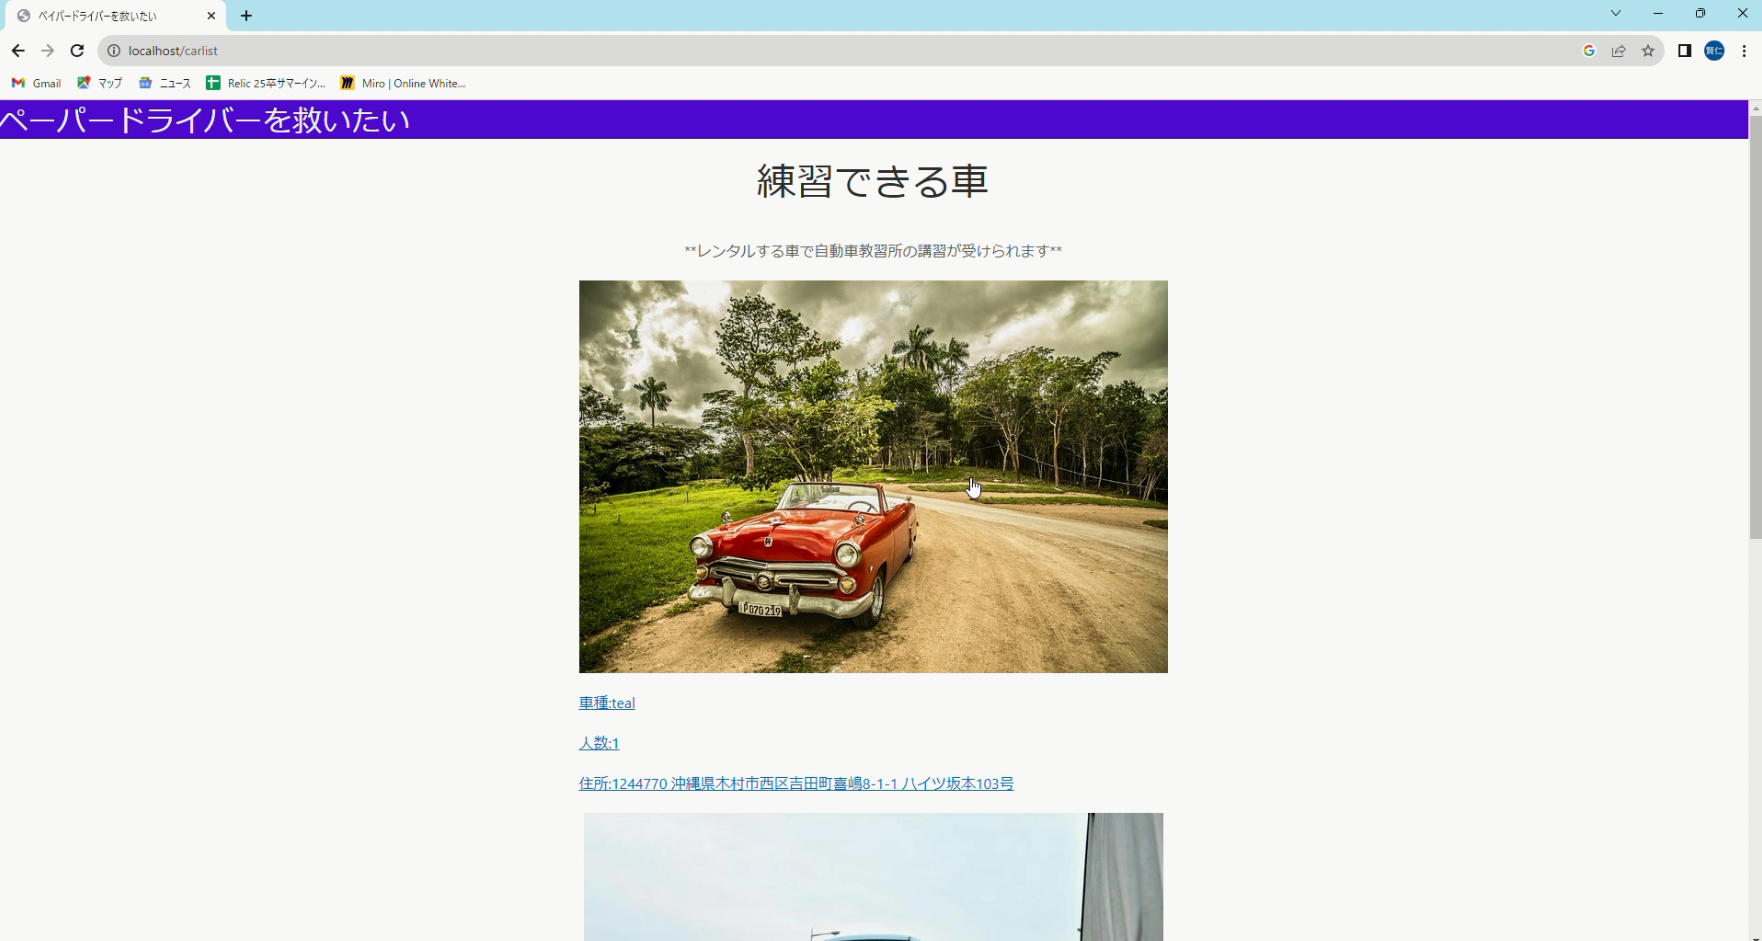 ペイパードライバーを救いたい
localhost/carlist
賢仁
Gmail マップ ニュース Relic 25卒サマーイン... Miro | Online White...
ペーパードライバーを救いたい
練習できる車
**レンタルする車で自動車教習所の講習が受けられます**
P070219
車種:teal
人数:1
住所:1244770 沖縄県木村市西区吉田町喜嶋8-1-1 ハイツ坂本103号